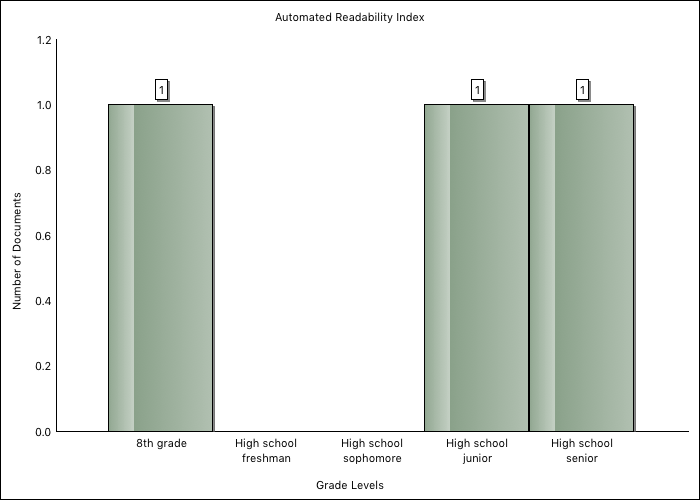 Automated Readability Index
1.2
1.0
0.8
0.6
0.4
0.2
0.0
Number of Documents
1
1
1
8th grade
High school
freshman
High school
sophomore
High school
junior
High school
senior
Grade Levels